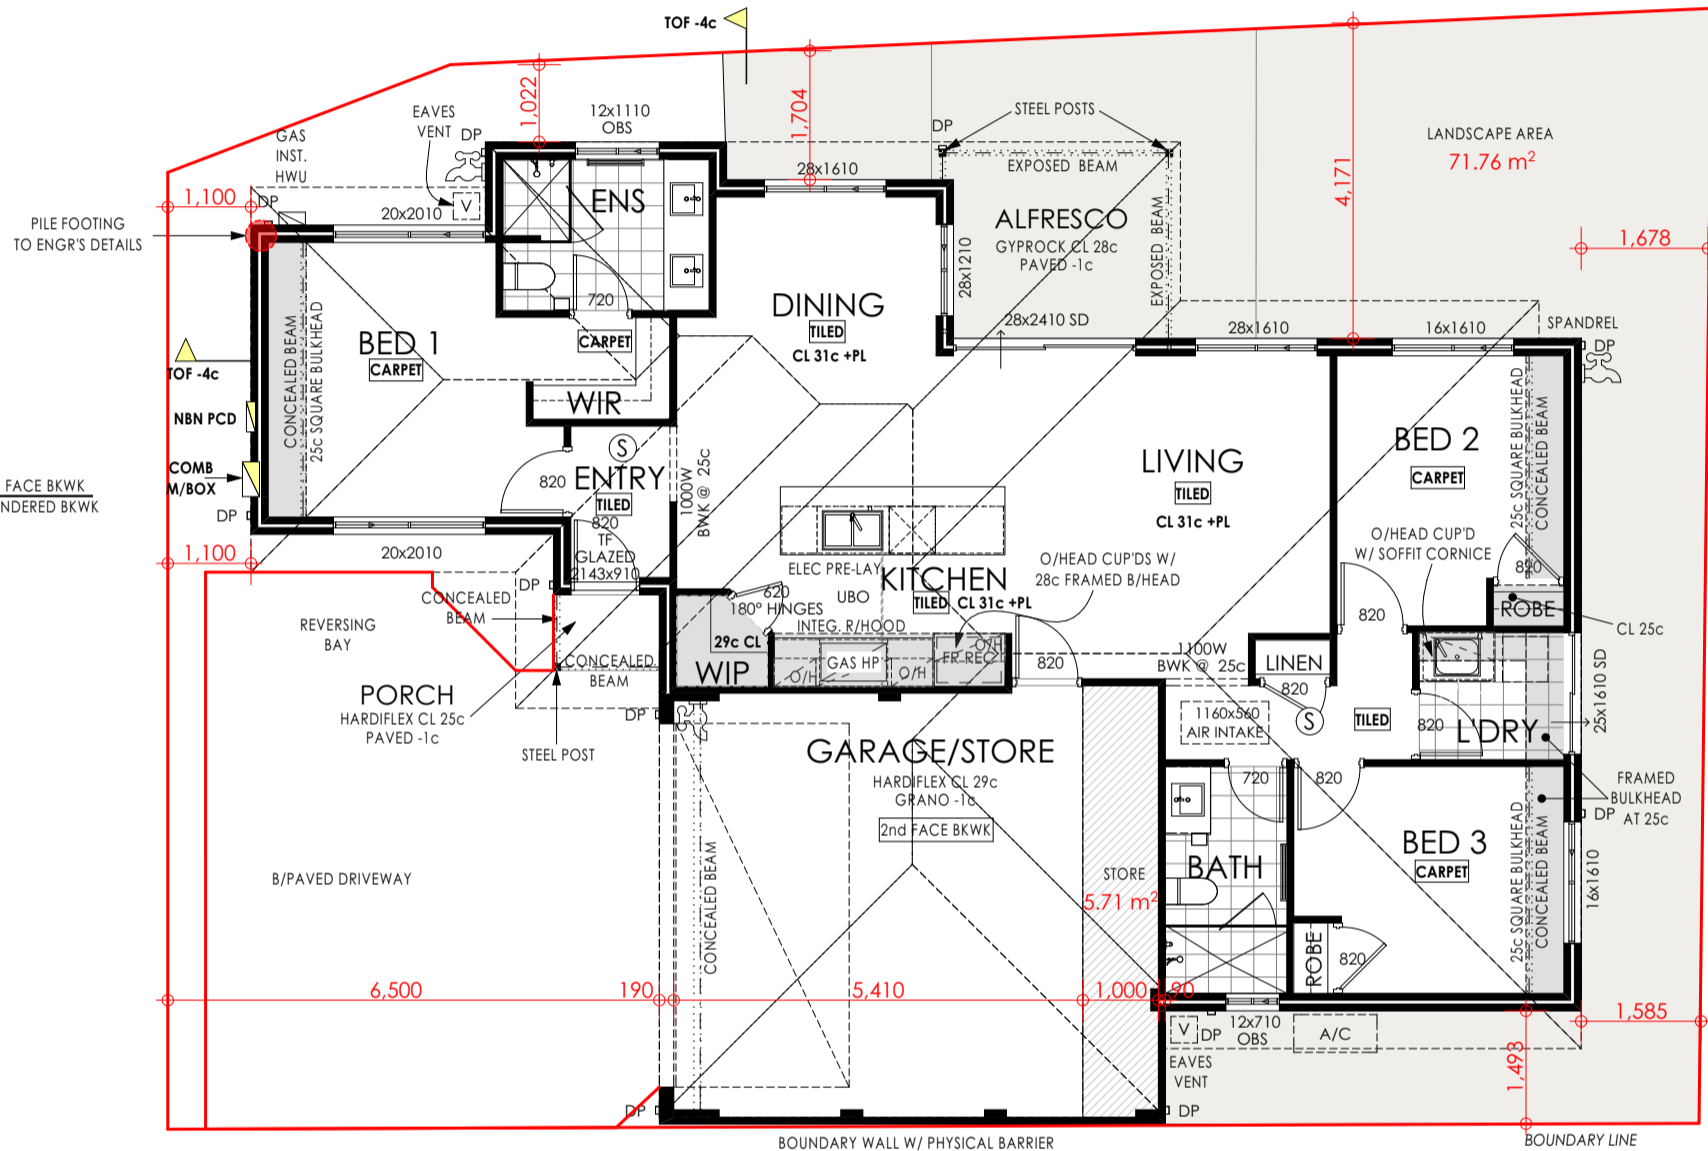 TOF -4c
1,022
1,704
4,171
LANDSCAPE AREA
71.76 m²
1,678
GAS
INST.
HWU
EAVES
VENT
DP
12x1110
OBS
DP
STEEL POSTS
EXPOSED BEAM
28x1610
1,100
DP
V
20x2010
ENS
ALFRESCO
GYPROCK CL 28c
PAVED -1c
EXPOSED BEAM
PILE FOOTING
TO ENGR'S DETAILS
28x1210
720
DINING
TILED
CL 31c +PL
28x2410 SD
28x1610
16x1610
SPANDREL
DP
CONCEALED BEAM
25c SQUARE BULKHEAD
BED 1
CARPET
CARPET
WIR
TOF -4c
NBN PCD
COMB
M/BOX
FACE BKWK
NDERED BKWK
DP
S
ENTRY
TILED
820
1000W
BWK @ 25c
LIVING
TILED
CL 31c +PL
BED 2
CARPET
25c SQUARE BULKHEAD
CONCEALED BEAM
820
TF
GLAZED
2143x910
20x2010
1,100
ELEC PRE-LAY
KITCHEN
TILED CL 31c +PL
UBO
INTEG. R/HOOD
O/HEAD CUP'DS W/
28c FRAMED B/HEAD
O/HEAD CUP'D
W/ SOFFIT CORNICE
820
ROBE
CL 25c
DP
CONCEALED
BEAM
620
180° HINGES
29c CL
WIP
GAS HP
O/H
O/H
O/H
FR REC
820
1100W
BWK @ 25c
LINEN
820
820
REVERSING
BAY
CONCEALED
BEAM
PORCH
HARDIFLEX CL 25c
PAVED -1c
STEEL POST
DP
1160x560
AIR INTAKE
S
TILED
820
L'DRY
25x1610 SD
GARAGE/STORE
HARDIFLEX CL 29c
GRANO -1c
2nd FACE BKWK
720
820
FRAMED
BULKHEAD
AT 25c
DP
CONCEALED BEAM
B/PAVED DRIVEWAY
STORE
5.71 m²
BATH
BED 3
CARPET
25c SQUARE BULKHEAD
CONCEALED BEAM
16x1610
ROBE
820
6,500
190
5,410
1,000
90
1,585
V
DP
12x710
OBS
A/C
EAVES
VENT
1,493
DP
DP
BOUNDARY WALL W/ PHYSICAL BARRIER
BOUNDARY LINE